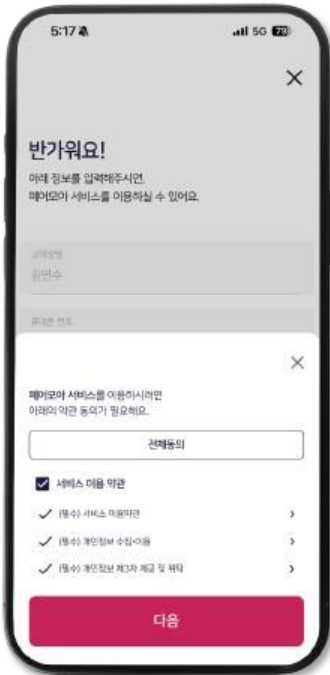 5:17
5G 79
반가워요!
아래 정보를 입력해주시면,
페어모아 서비스를 이용하실 수 있어요.
고객성명
김민수
휴대폰 번호
페어모아 서비스를 이용하시려면
아래의 약관 동의가 필요해요.
전체동의
서비스 이용 약관
(필수) 서비스 이용약관
(필수) 개인정보 수집•이용
(필수) 개인정보 제3자 제공 및 위탁
다음